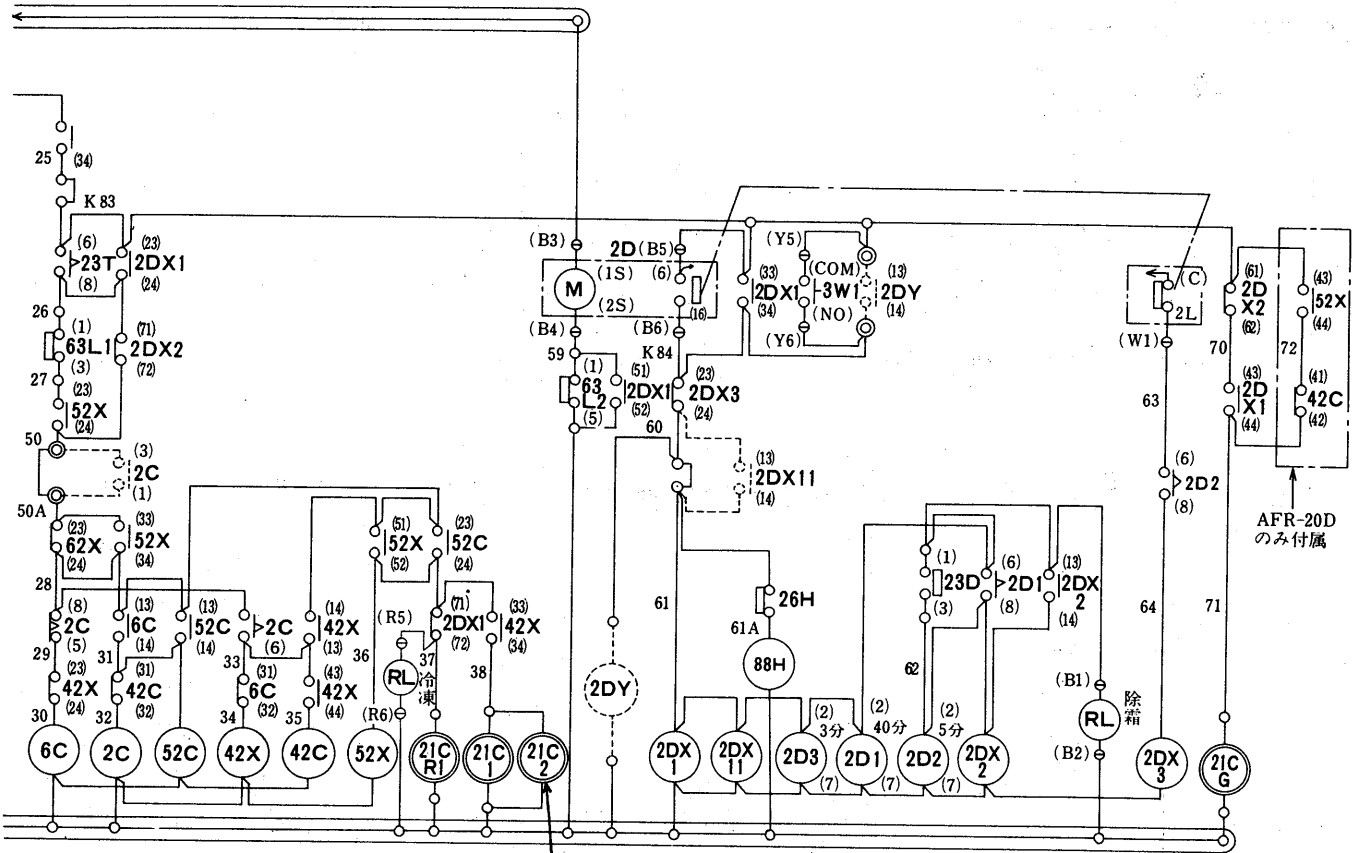 25
(34)
K 83
(6)
23T
(8)
(23)
2DX1
(24)
26
(1)
63L1
(3)
(71)
2DX2
(72)
27
(23)
52X
(24)
50
(3)
2C
(1)
50A
(23)
62X
(24)
(33)
52X
(34)
28
(8)
2C
(5)
(13)
6C
(14)
(13)
52C
(14)
2C
(6)
(14)
42X
(13)
(51)
52X
(52)
(23)
52C
(24)
29
(23)
42X
(24)
31
(31)
42C
(32)
33
(31)
6C
(32)
(43)
42X
(44)
36
(R5)
RL
冷凍
(R6)
37
(71)
2DX1
(72)
(33)
42X
(34)
38
30
32
34
35
6C
2C
52C
42X
42C
52X
21C
R1
21C
1
21C
2
(B3)
M
(1S)
(2S)
(B4)
59
(1)
63
L2
(5)
(51)
2DX1
(52)
2D
(B5)
(6)
(16)
(B6)
K 84
(23)
2DX3
(24)
60
(33)
2DX1
(34)
(Y5)
(COM)
3W1
(NO)
(Y6)
(13)
2DY
(14)
(13)
2DX11
(14)
2DY
61
26H
61A
88H
(1)
23D
(3)
(6)
2D1
(8)
(13)
2DX
2
(14)
62
2DX
1
2DX
11
(2)
3分
2D3
(7)
(2)
40分
2D1
(7)
(2)
5分
2D2
(7)
2DX
2
(B1)
RL
除霜
(B2)
(C)
2L
(W1)
63
(6)
2D2
(8)
64
2DX
3
(61)
2D
X2
(62)
70
(43)
2D
X1
(44)
71
21C
G
(43)
52X
(44)
72
(41)
42C
(42)
AFR-20D
のみ付属